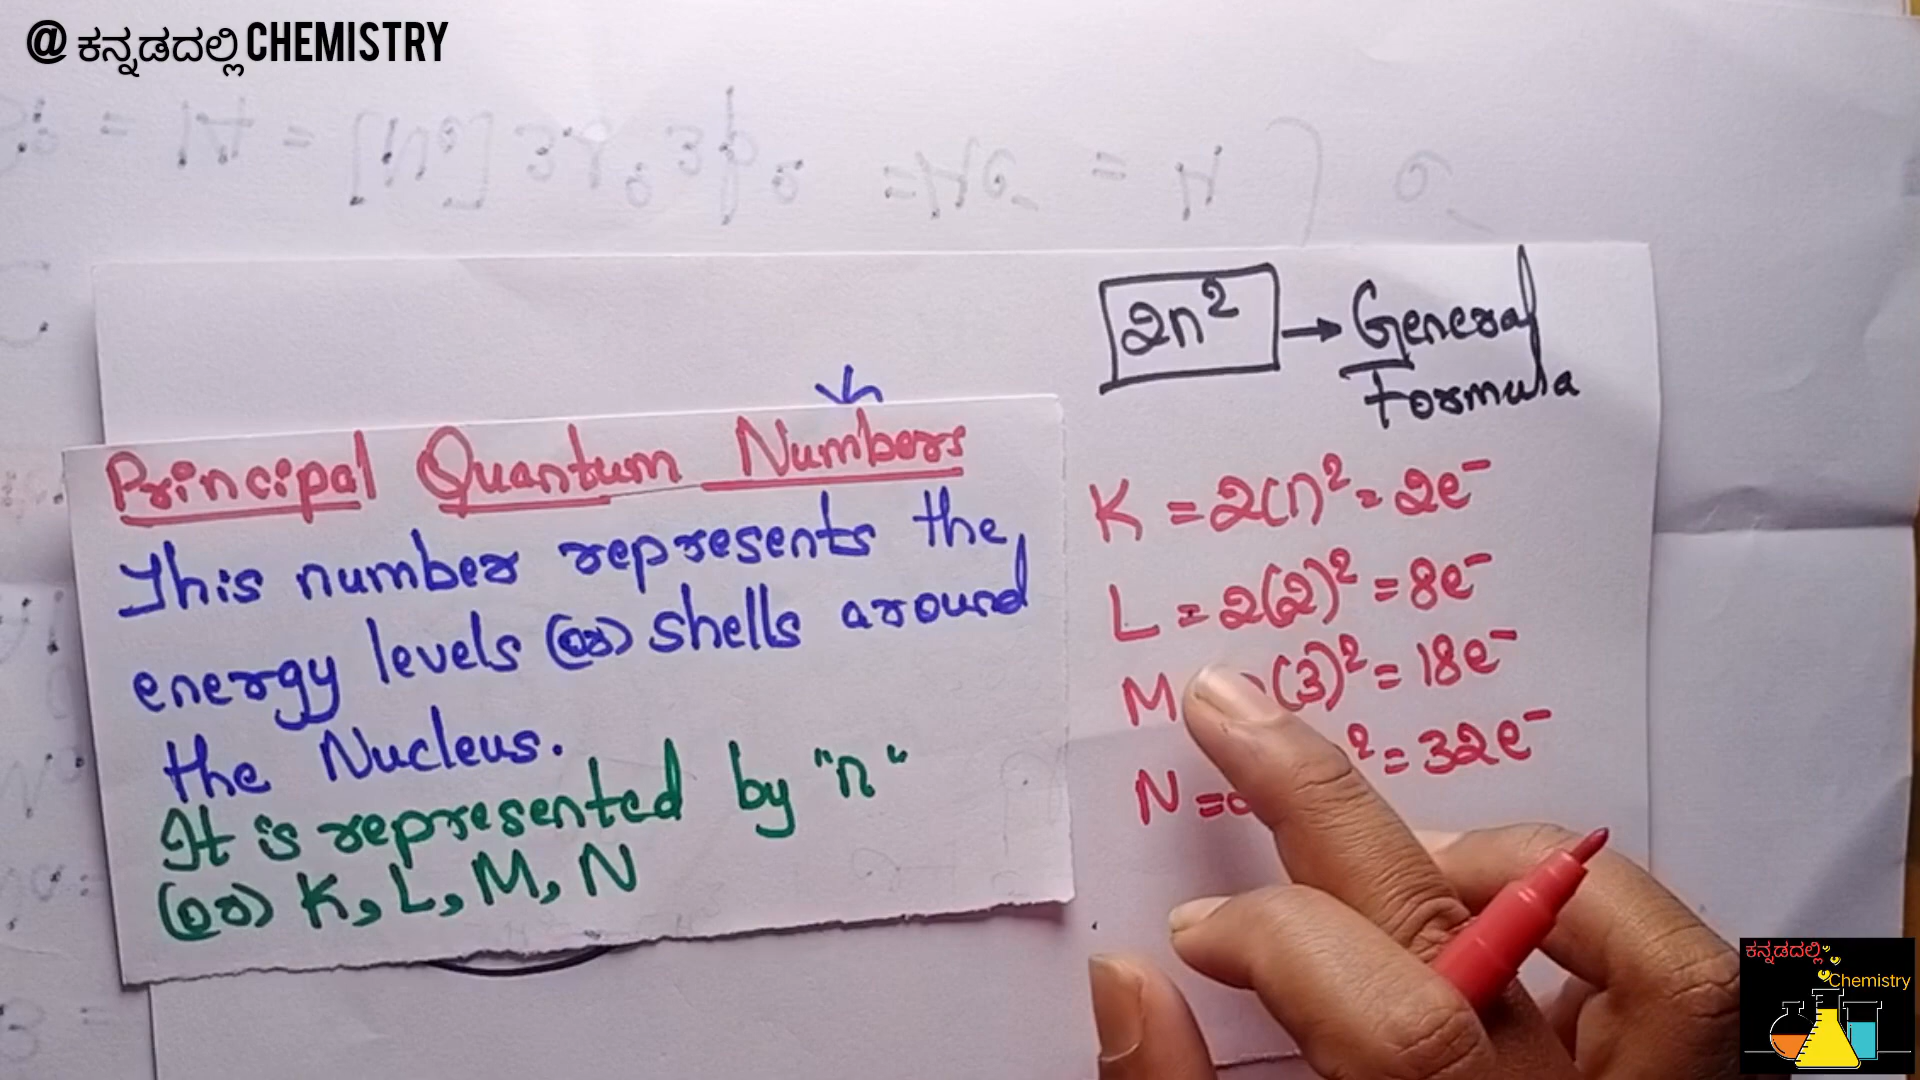 @ ಕನ್ನಡದಲ್ಲಿ CHEMISTRY
2n² → General
Formula
Principal Quantum Numbers
This number represents the
energy levels (or) shells around
the Nucleus.
It is represented by "n"
(or) K, L, M, N
K = 2(1)² = 2e⁻
L = 2(2)² = 8e⁻
M (3)² = 18e⁻
N = ² = 32e⁻
ಕನ್ನಡದಲ್ಲಿ
Chemistry